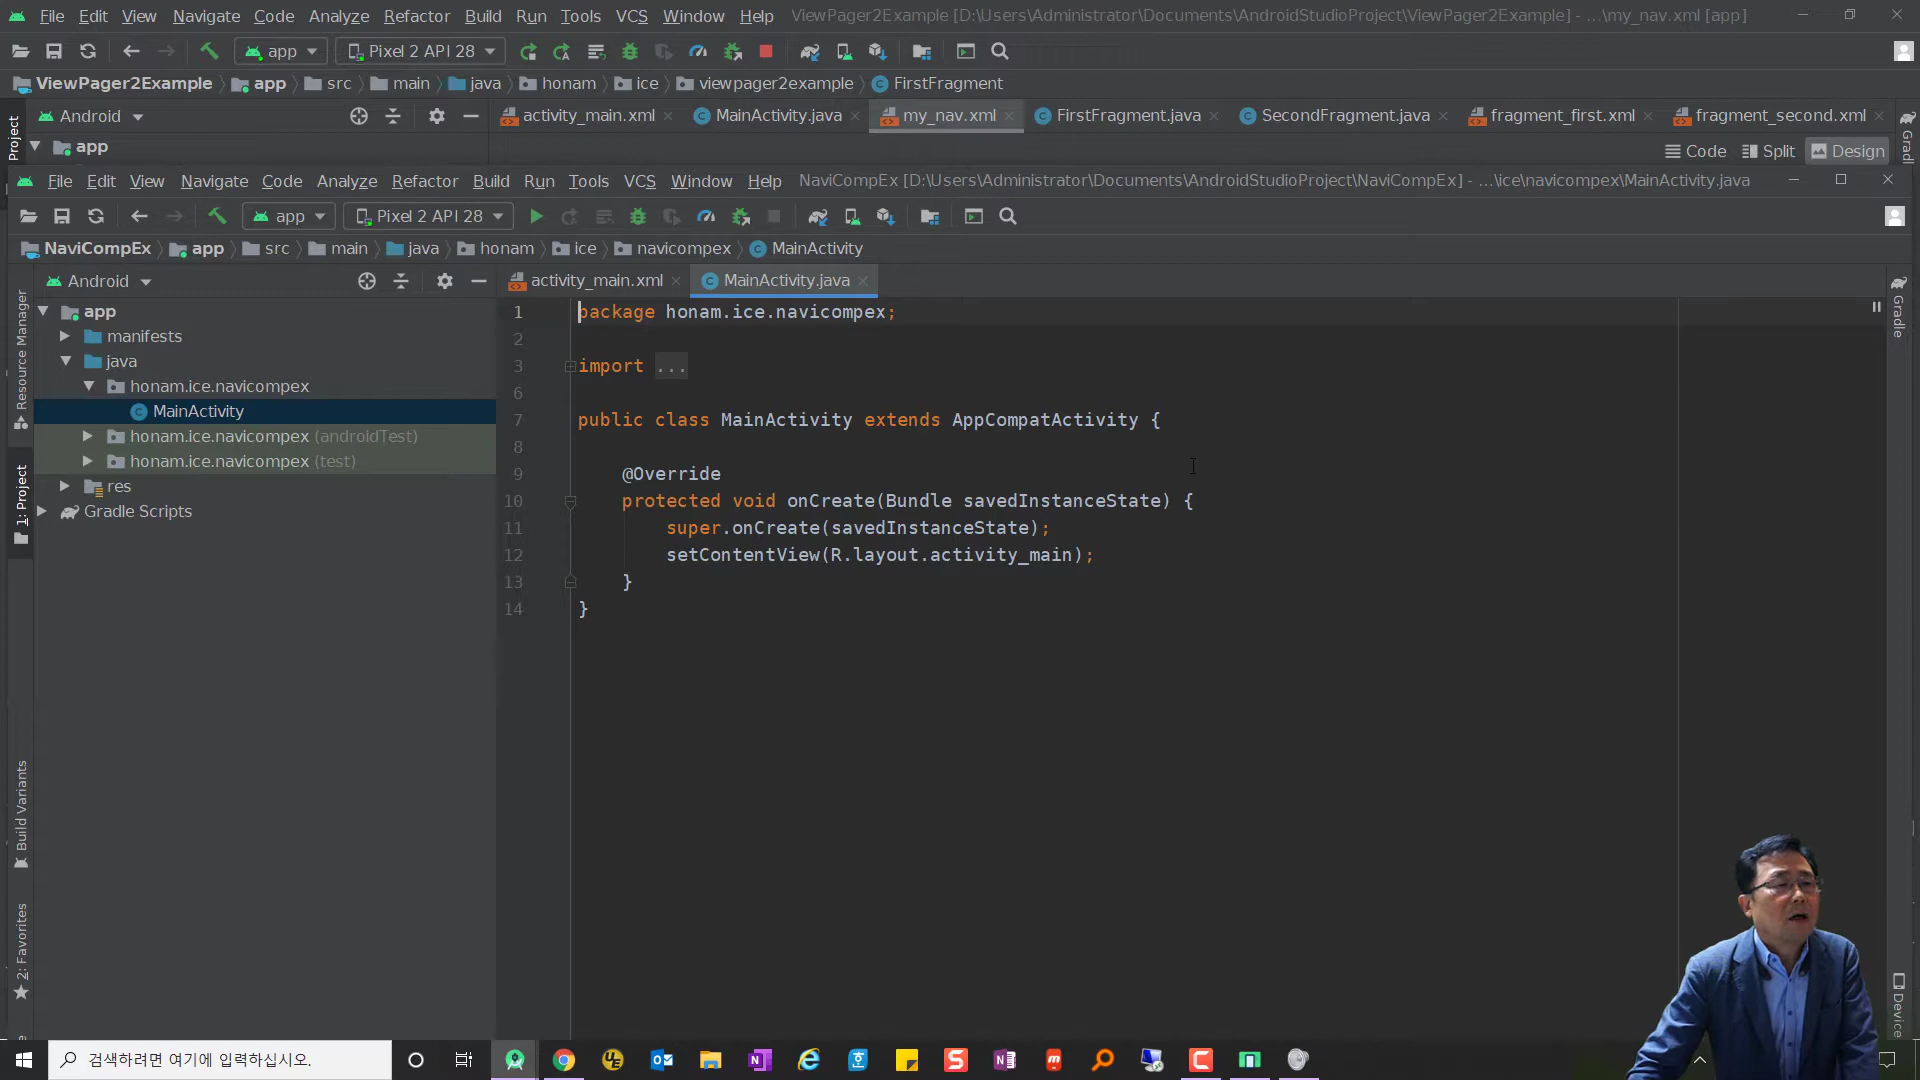 File Edit View Navigate Code Analyze Refactor Build Run Tools VCS Window Help ViewPager2Example [D:\Users\Administrator\Documents\AndroidStudioProject\ViewPager2Example] - ...\my_nav.xml [app]
app Pixel 2 API 28
ViewPager2Example app src main java honam ice viewpager2example FirstFragment
Project Android activity_main.xml MainActivity.java my_nav.xml FirstFragment.java SecondFragment.java fragment_first.xml fragment_second.xml
app Code Split Design
File Edit View Navigate Code Analyze Refactor Build Run Tools VCS Window Help NaviCompEx [D:\Users\Administrator\Documents\AndroidStudioProject\NaviCompEx] - ...\ice\navicompex\MainActivity.java
app Pixel 2 API 28
NaviCompEx app src main java honam ice navicompex MainActivity
Android activity_main.xml MainActivity.java
app
manifests
java
honam.ice.navicompex
MainActivity
honam.ice.navicompex (androidTest)
honam.ice.navicompex (test)
res
Gradle Scripts
1 package honam.ice.navicompex;
2
3 import ...
6
7 public class MainActivity extends AppCompatActivity {
8
9 @Override
10 protected void onCreate(Bundle savedInstanceState) {
11 super.onCreate(savedInstanceState);
12 setContentView(R.layout.activity_main);
13 }
14 }
Resource Manager
1: Project
Build Variants
2: Favorites
Gradle
Device
검색하려면 여기에 입력하십시오.